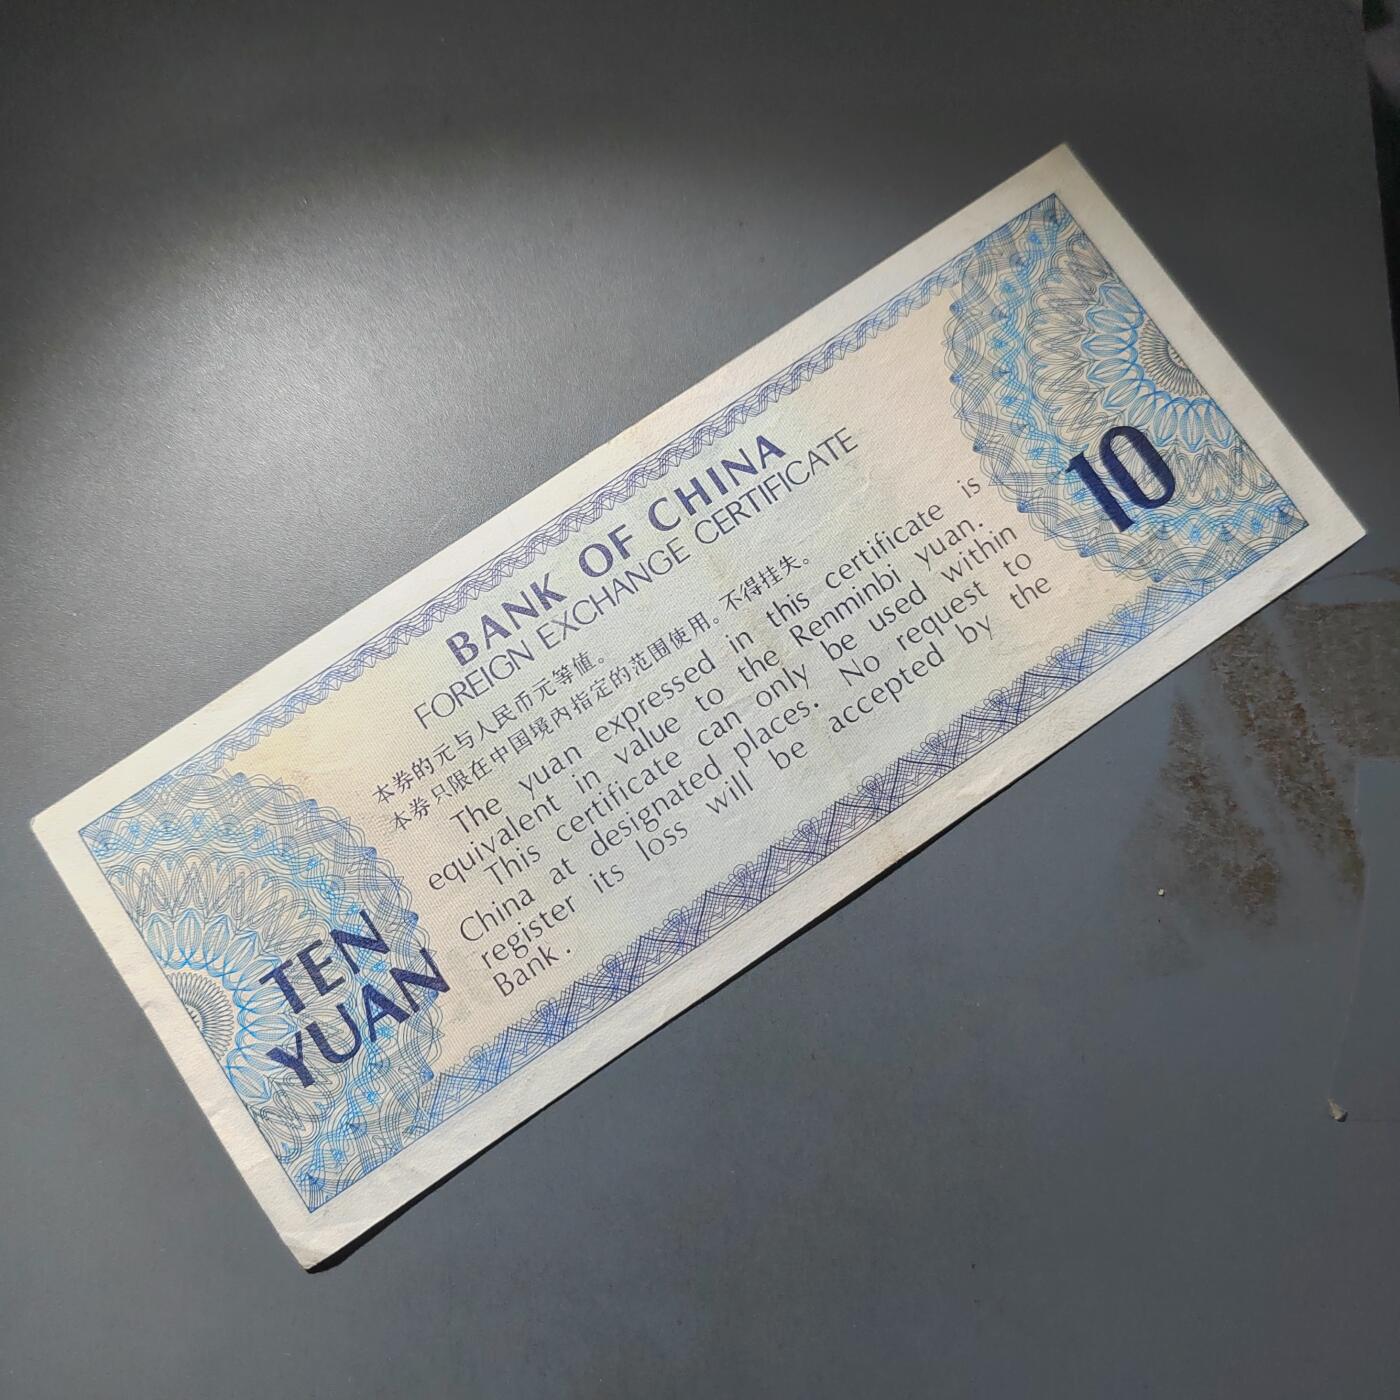 BANK OF CHINA
FOREIGN EXCHANGE CERTIFICATE
本券的元与人民币元等值。
本券只限在中国境内指定的范围使用。不得挂失。
The yuan expressed in this certificate is
equivalent in value to the Renminbi yuan.
This certificate can only be used within
China at designated places. No request to
register its loss will be accepted by the
Bank.
10
TEN
YUAN